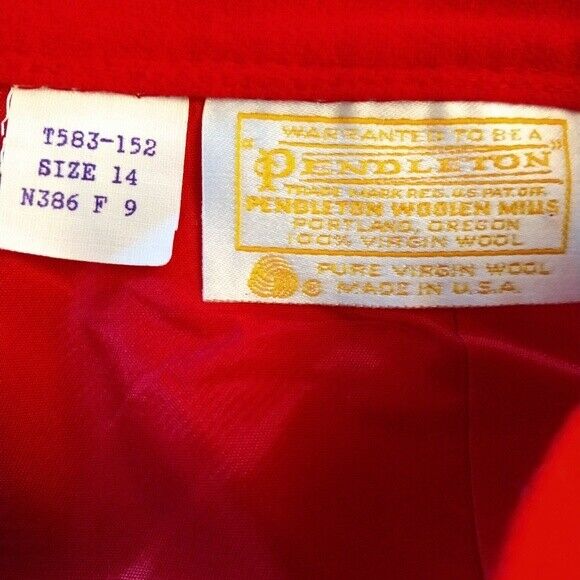 T583-152
SIZE 14
N386 F 9
WARRANTED TO BE A
"PENDLETON"
TRADE MARK REG. U.S. PAT. OFF.
PENDLETON WOOLEN MILLS
PORTLAND, OREGON
100% VIRGIN WOOL
PURE VIRGIN WOOL
® MADE IN U.S.A.